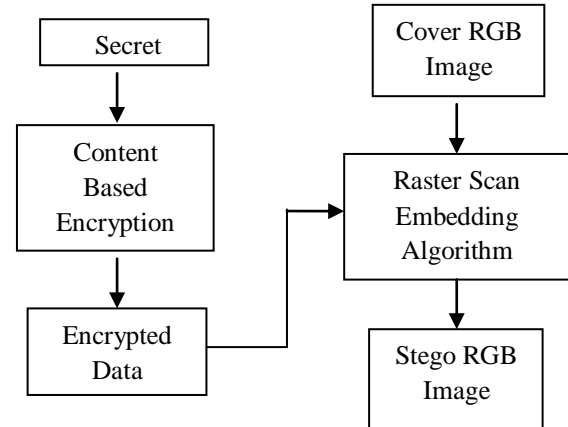 Secret
Content
Based
Encryption
Encrypted
Data
Cover RGB
Image
Raster Scan
Embedding
Algorithm
Stego RGB
Image